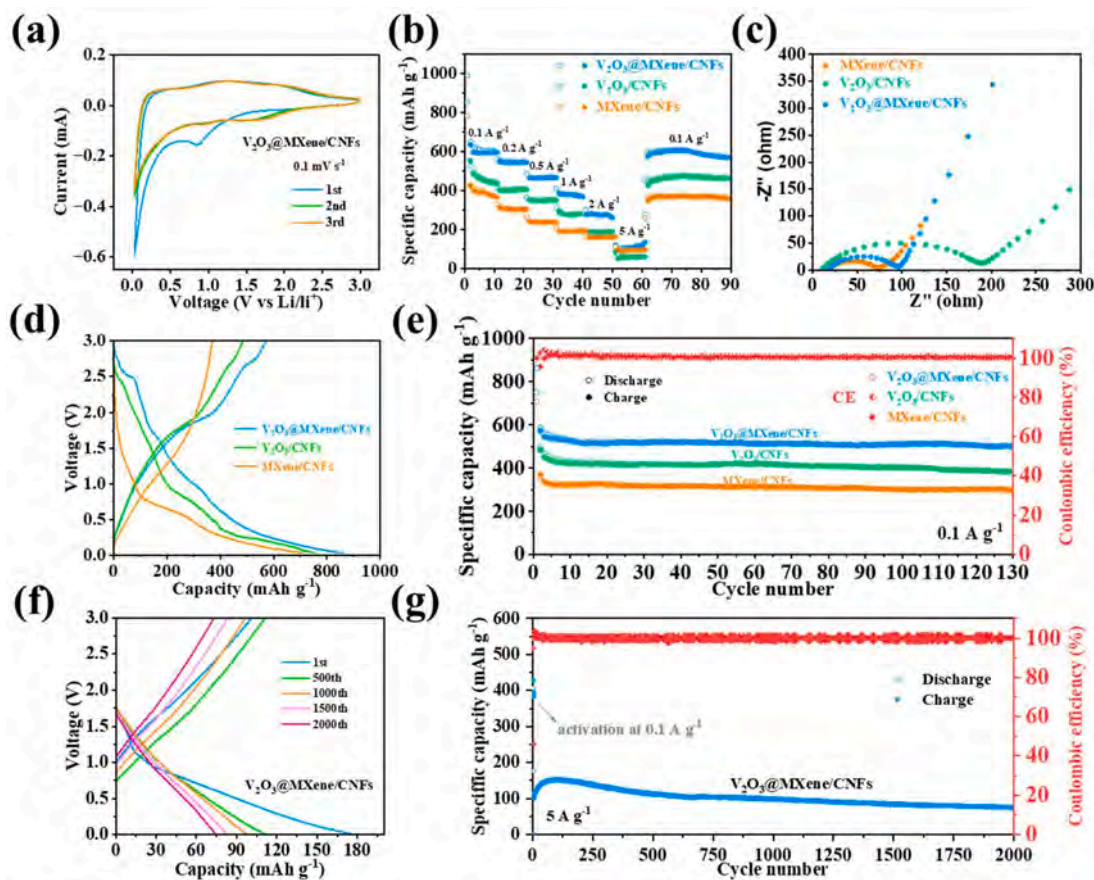 (a)
0.2
0.0
−0.2
−0.4
−0.6
Current (mA)
V₂O₃@MXene/CNFs
0.1 mV s⁻¹
1st
2nd
3rd
0.0 0.5 1.0 1.5 2.0 2.5 3.0
Voltage (V vs Li/li⁺)
(b)
1000
800
600
400
200
0
Specific capacity (mAh g⁻¹)
V₂O₃@MXene/CNFs
V₂O₃/CNFs
MXene/CNFs
0.1 A g⁻¹
0.2 A g⁻¹
0.5 A g⁻¹
1 A g⁻¹
2 A g⁻¹
5 A g⁻¹
0.1 A g⁻¹
0 10 20 30 40 50 60 70 80 90
Cycle number
(c)
400
350
300
250
200
150
100
50
0
-Z'' (ohm)
MXene/CNFs
V₂O₃/CNFs
V₂O₃@MXene/CNFs
0 50 100 150 200 250 300
Z'' (ohm)
(d)
3.0
2.5
2.0
1.5
1.0
0.5
0.0
Voltage (V)
V₂O₃@MXene/CNFs
V₂O₃/CNFs
MXene/CNFs
0 200 400 600 800 1000
Capacity (mAh g⁻¹)
(e)
1000
900
800
700
600
500
400
300
200
100
0
Speciffic capacity (mAh g⁻¹)
Discharge
Charge
CE
V₂O₃@MXene/CNFs
V₂O₃/CNFs
MXene/CNFs
V₂O₃@MXene/CNFs
V₂O₃/CNFs
MXene/CNFs
0.1 A g⁻¹
100
80
60
40
20
0
Coulombic efficiency (%)
0 10 20 30 40 50 60 70 80 90 100 110 120 130
Cycle number
(f)
3.0
2.5
2.0
1.5
1.0
0.5
0.0
Voltage (V)
1st
500th
1000th
1500th
2000th
V₂O₃@MXene/CNFs
0 30 60 90 120 150 180
Capacity (mAh g⁻¹)
(g)
600
550
500
450
400
350
300
250
200
150
100
50
0
Speciffic capacity (mAh g⁻¹)
Discharge
Charge
activation at 0.1 A g⁻¹
V₂O₃@MXene/CNFs
5 A g⁻¹
100
80
60
40
20
0
Coulombic efficiency (%)
0 250 500 750 1000 1250 1500 1750 2000
Cycle number